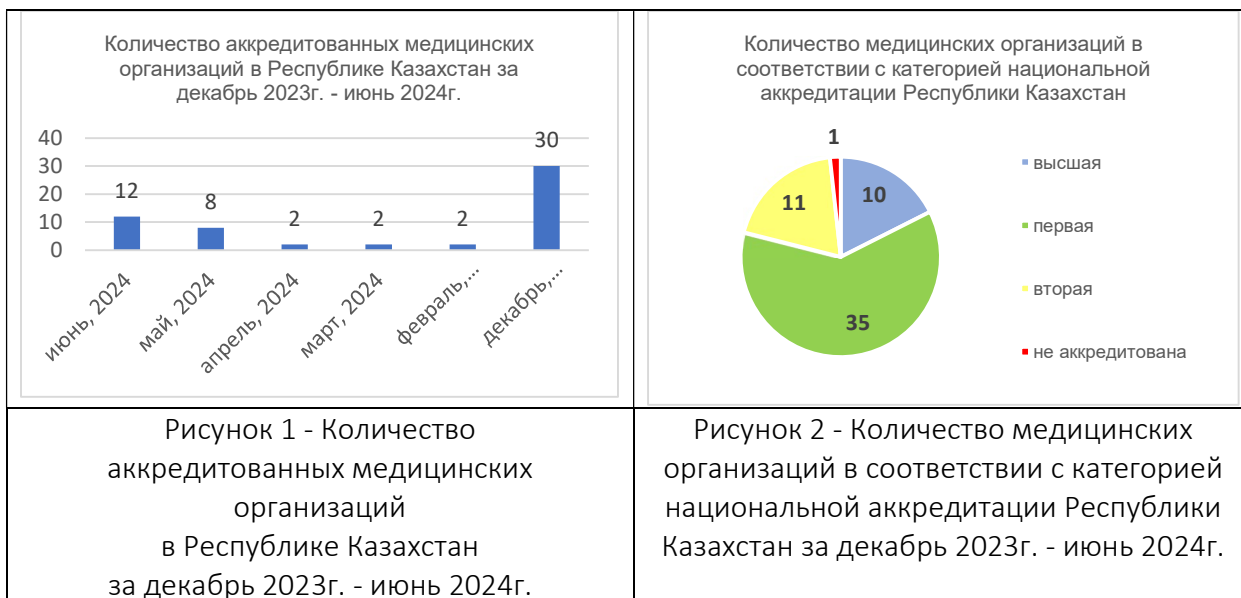 Количество аккредитованных медицинских
организаций в Республике Казахстан за
декабрь 2023г. - июнь 2024г.
40
30
20
10
0
12
8
2
2
2
30
июнь, 2024
май, 2024
апрель, 2024
март, 2024
февраль,...
декабрь,...
Количество медицинских организаций в
соответствии с категорией национальной
аккредитации Республики Казахстан
1
10
11
35
высшая
первая
вторая
не аккредитована
Рисунок 1 - Количество
аккредитованных медицинских
организаций
в Республике Казахстан
за декабрь 2023г. - июнь 2024г.
Рисунок 2 - Количество медицинских
организаций в соответствии с категорией
национальной аккредитации Республики
Казахстан за декабрь 2023г. - июнь 2024г.